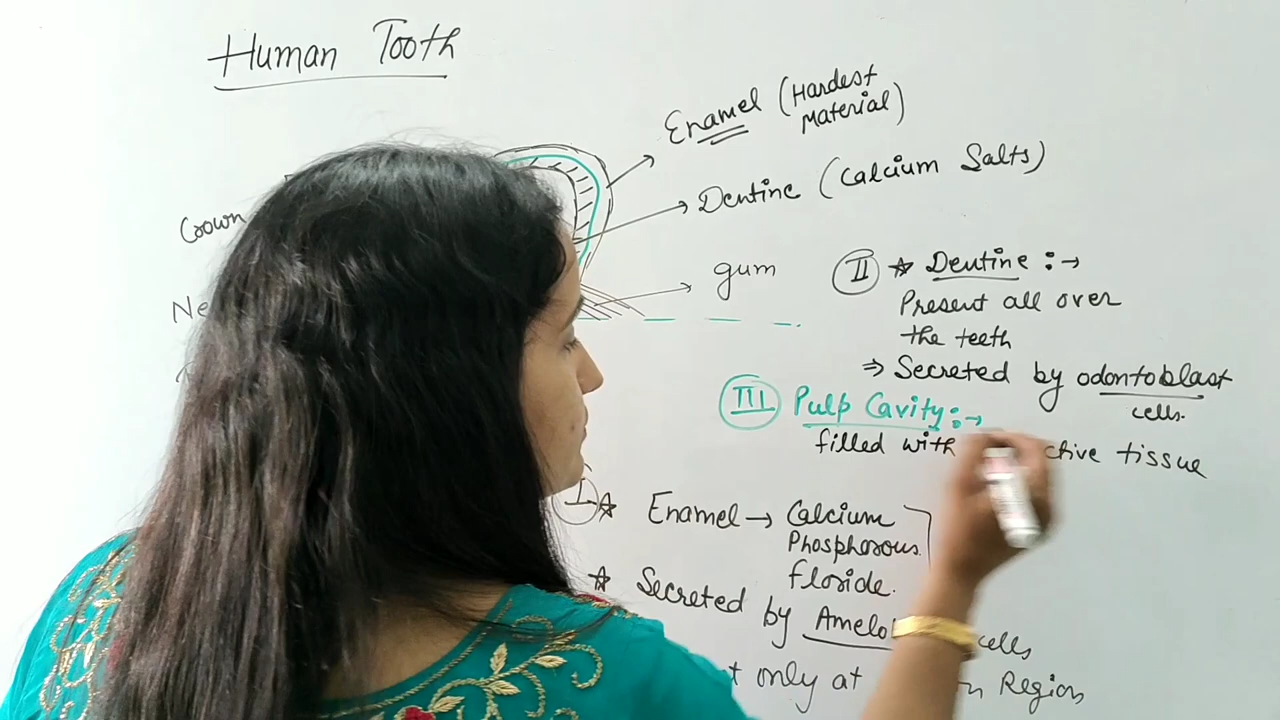 Human Tooth
Enamel (Hardest
Material)
Dentine (Calcium Salts)
Crown
gum
II ☆ Dentine :→
Present all over
the teeth
⇒ Secreted by odontoblast
cells.
III Pulp Cavity :→
filled with tissue
I ☆ Enamel → Calcium
Phosphorous
floride.
☆ Secreted by cells
only at Region